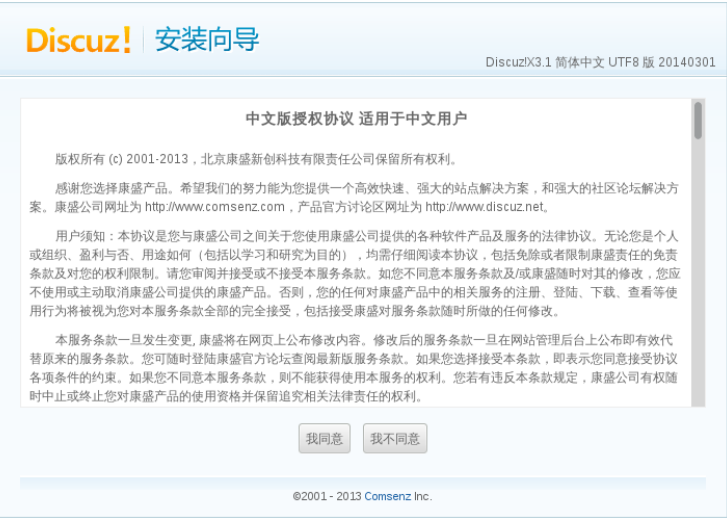 Discuz! 安装向导
Discuz!X3.1 简体中文 UTF8 版 20140301
中文版授权协议 适用于中文用户
版权所有 (c) 2001-2013，北京康盛新创科技有限责任公司保留所有权利。
感谢您选择康盛产品。希望我们的努力能为您提供一个高效快速、强大的站点解决方案，和强大的社区论坛解决方
案。康盛公司网址为 http://www.comsenz.com，产品官方讨论区网址为 http://www.discuz.net。
用户须知：本协议是您与康盛公司之间关于您使用康盛公司提供的各种软件产品及服务的法律协议。无论您是个人
或组织、盈利与否、用途如何（包括以学习和研究为目的），均需仔细阅读本协议，包括免除或者限制康盛责任的免责
条款及对您的权利限制。请您审阅并接受或不接受本服务条款。如您不同意本服务条款及/或康盛随时对其的修改，您应
不使用或主动取消康盛公司提供的康盛产品。否则，您的任何对康盛产品中的相关服务的注册、登陆、下载、查看等使
用行为将被视为您对本服务条款全部的完全接受，包括接受康盛对服务条款随时所做的任何修改。
本服务条款一旦发生变更, 康盛将在网页上公布修改内容。修改后的服务条款一旦在网站管理后台上公布即有效代
替原来的服务条款。您可随时登陆康盛官方论坛查阅最新版服务条款。如果您选择接受本条款，即表示您同意接受协议
各项条件的约束。如果您不同意本服务条款，则不能获得使用本服务的权利。您若有违反本条款规定，康盛公司有权随
时中止或终止您对康盛产品的使用资格并保留追究相关法律责任的权利。
我同意 我不同意
©2001 - 2013 Comsenz Inc.